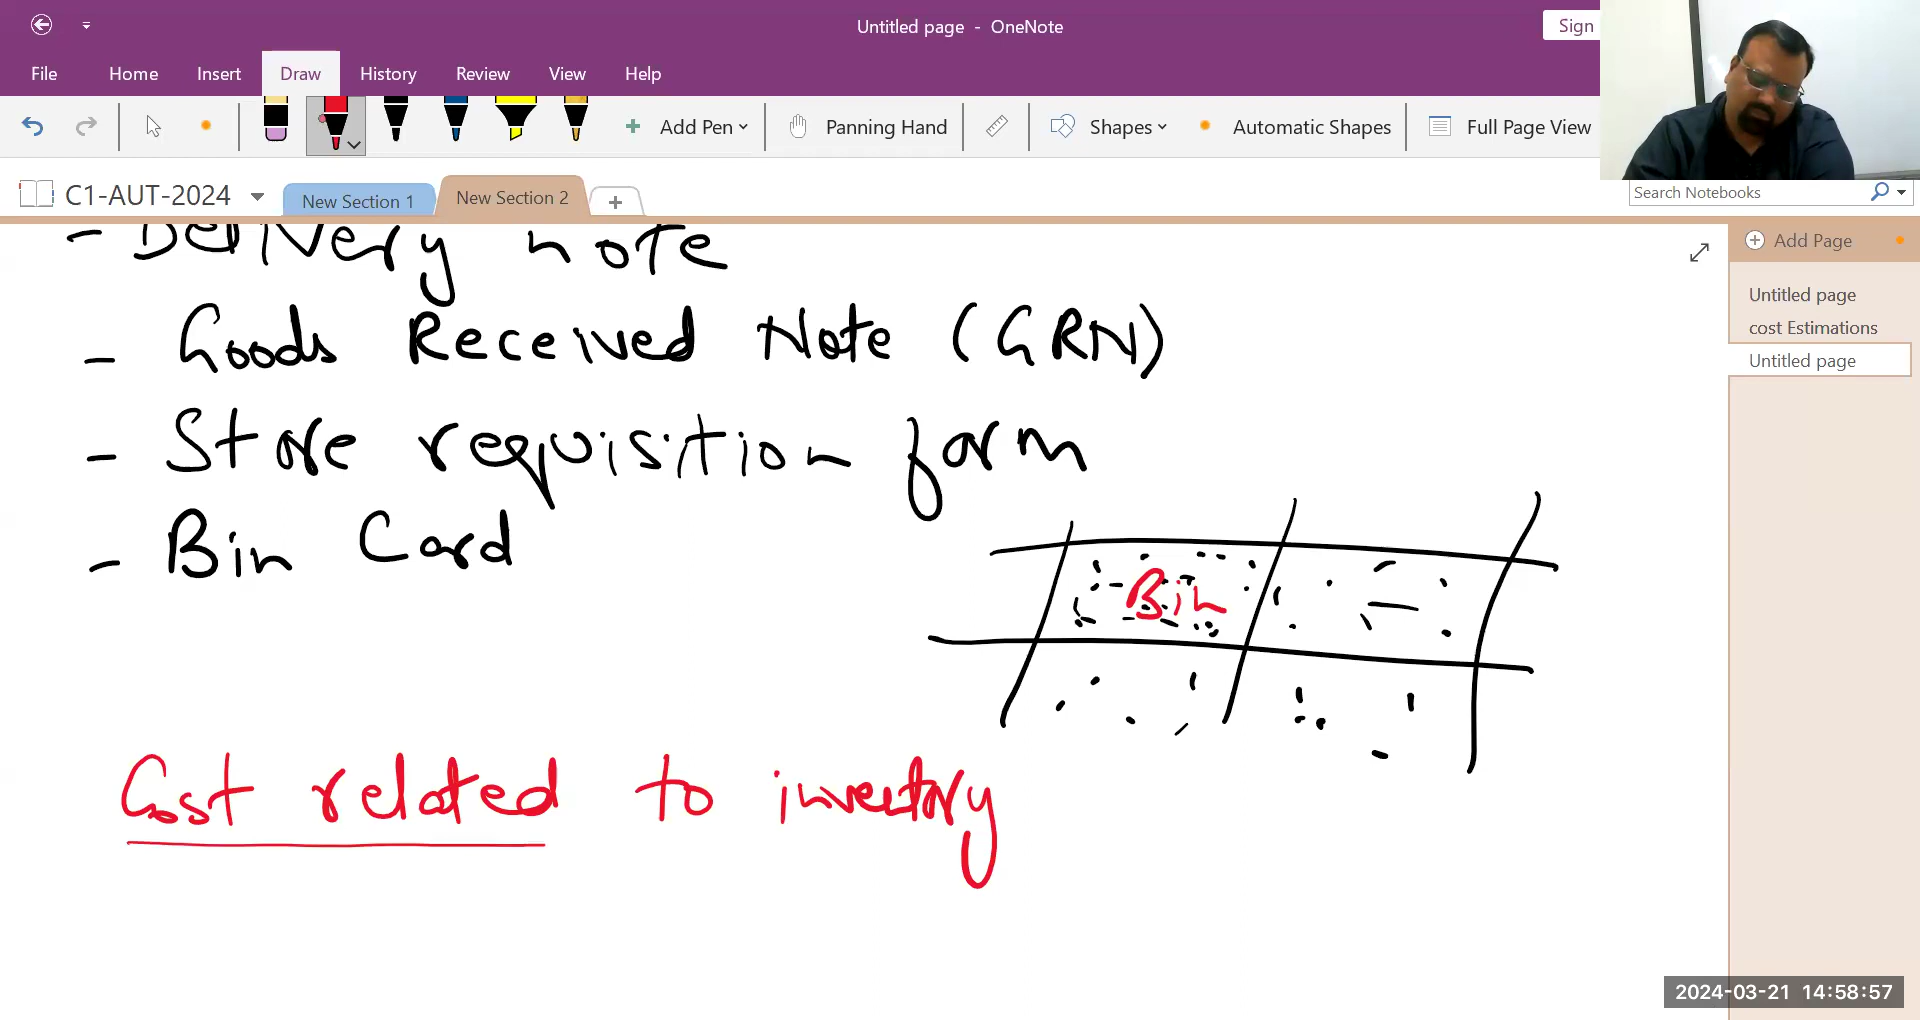 Untitled page - OneNote
Sign
File Home Insert Draw History Review View Help
Add Pen Panning Hand Shapes Automatic Shapes Full Page View
C1-AUT-2024 New Section 1 New Section 2 +
Search Notebooks
Add Page
Untitled page
cost Estimations
Untitled page
- Delivery note
- Goods Received Note (GRN)
- Store requisition form
- Bin Card
Bin
Cost related to inventory
2024-03-21 14:58:57